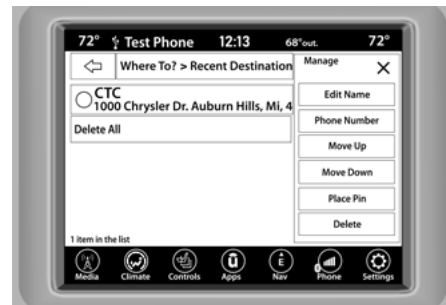 72° Test Phone 12:13 68°out. 72°
Where To? > Recent Destination
Manage
CTC
1000 Chrysler Dr. Auburn Hills, Mi, 4
Delete All
Edit Name
Phone Number
Move Up
Move Down
Place Pin
Delete
1 item in the list
Media Climate Controls Apps Nav Phone Settings